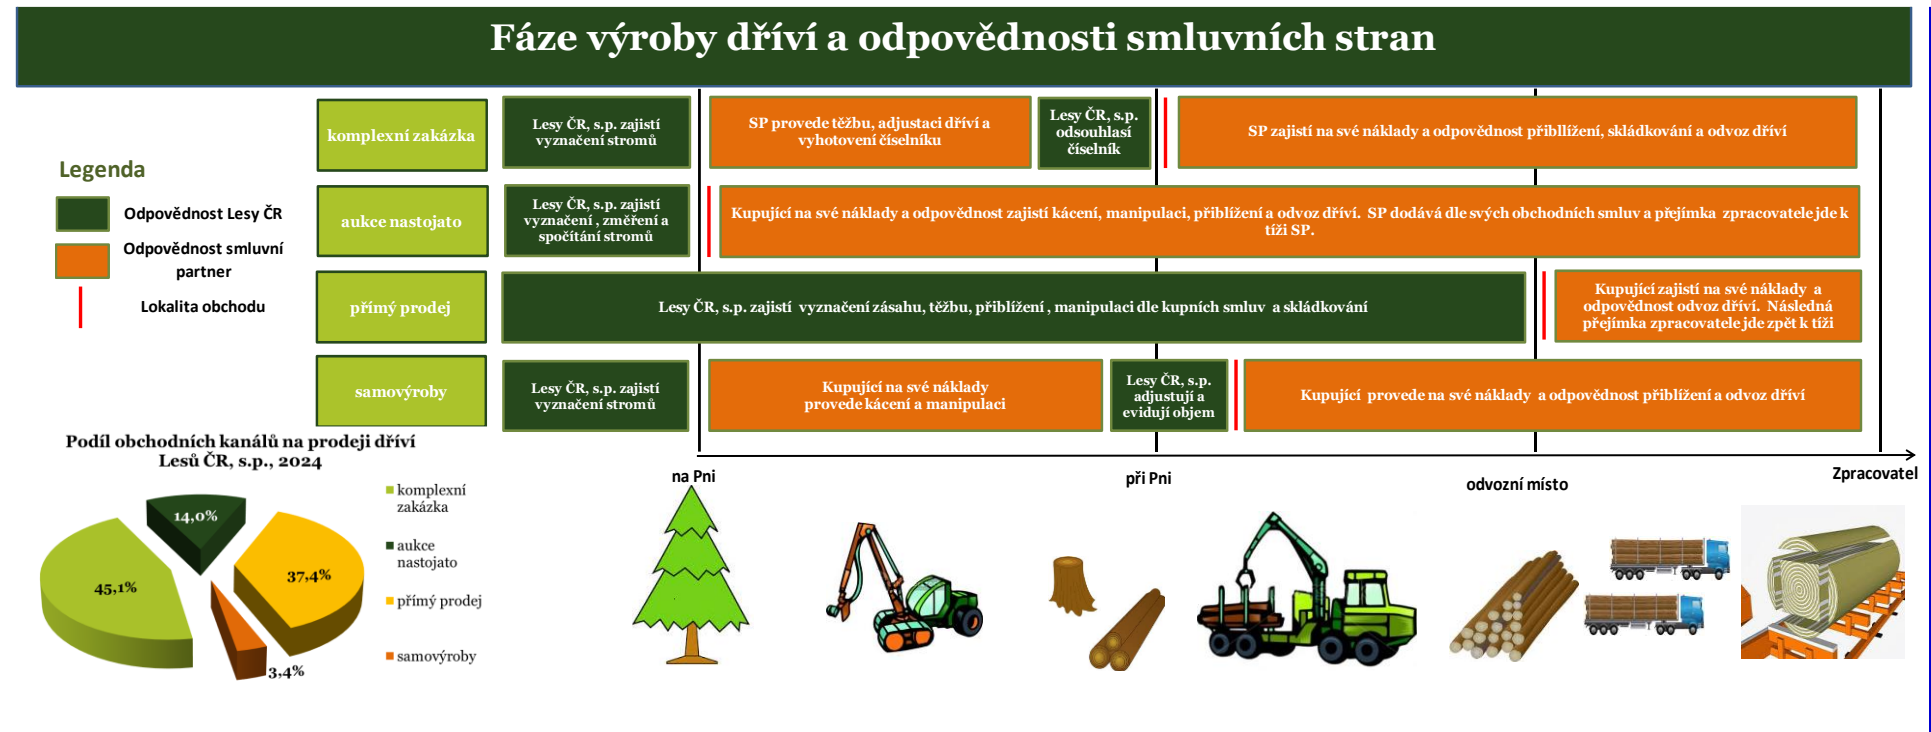 Fáze výroby dříví a odpovědnosti smluvních stran
komplexní zakázka
Lesy ČR, s.p. zajistí
vyznačení stromů
SP provede těžbu, adjustaci dříví a
vyhotovení číselníku
Lesy ČR, s.p.
odsouhlasí
číselník
SP zajistí na své náklady a odpovědnost přibllížení, skládkování a odvoz dříví
Legenda
Odpovědnost Lesy ČR
Odpovědnost smluvní
partner
Lokalita obchodu
aukce nastojato
Lesy ČR, s.p. zajistí
vyznačení , změření a
spočítání stromů
Kupující na své náklady a odpovědnost zajistí kácení, manipulaci, přiblížení a odvoz dříví. SP dodává dle svých obchodních smluv a přejímka zpracovatele jde k
tíži SP.
přímý prodej
Lesy ČR, s.p. zajistí vyznačení zásahu, těžbu, přiblížení , manipulaci dle kupních smluv a skládkování
Kupující zajistí na své náklady a
odpovědnost odvoz dříví. Následná
přejímka zpracovatele jde zpět k tíži
samovýroby
Lesy ČR, s.p. zajistí
vyznačení stromů
Kupující na své náklady
provede kácení a manipulaci
Lesy ČR, s.p.
adjustují a
evidují objem
Kupující provede na své náklady a odpovědnost přiblížení a odvoz dříví
na Pni
při Pni
odvozní místo
Zpracovatel
Podíl obchodních kanálů na prodeji dříví
Lesů ČR, s.p., 2024
45,1%
14,0%
37,4%
3,4%
komplexní
zakázka
aukce
nastojato
přímý prodej
samovýroby